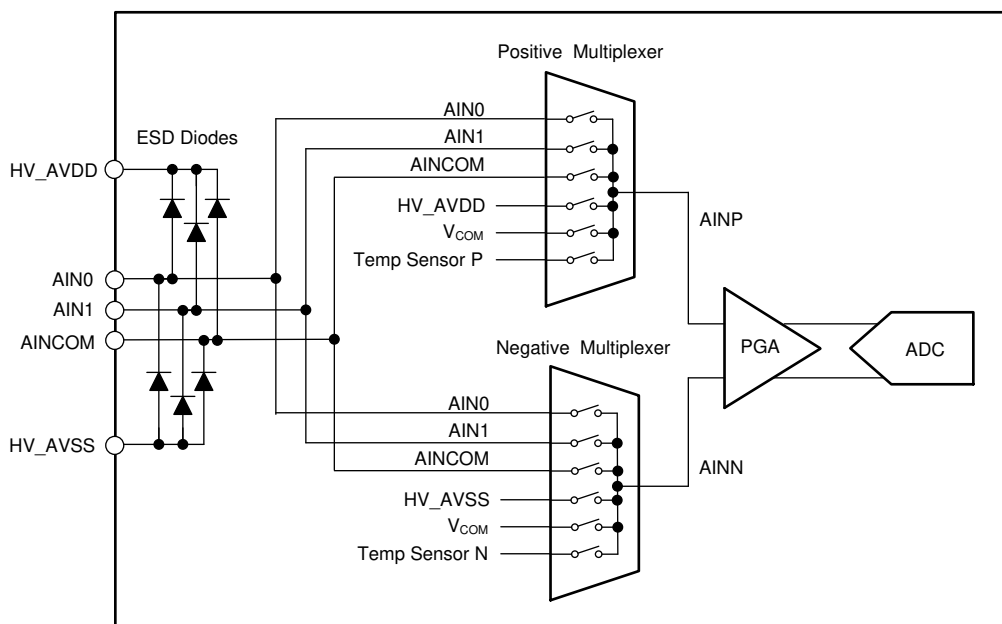 Positive Multiplexer
ESD Diodes
HV_AVDD
AIN0
AIN1
AINCOM
HV_AVSS
AIN0
AIN1
AINCOM
HV_AVDD
VCOM
Temp Sensor P
AINP
Negative Multiplexer
AIN0
AIN1
AINCOM
HV_AVSS
VCOM
Temp Sensor N
AINN
PGA
ADC